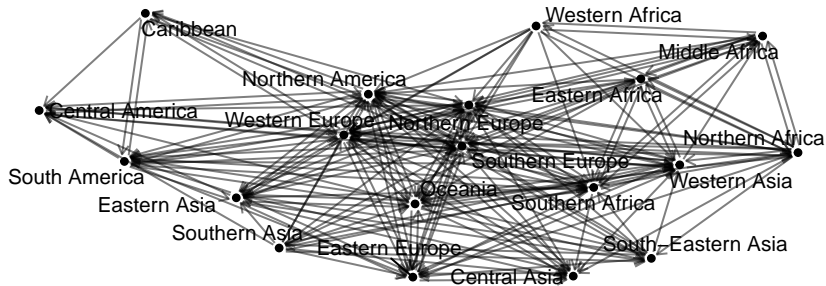 Western Africa
Caribbean
Middle Africa
Northern America
Eastern Africa
Central America
Western Europe
Northern Europe
Northern Africa
Southern Europe
South America
Western Asia
Oceania
Eastern Asia
Southern Africa
Southern Asia
South−Eastern Asia
Eastern Europe
Central Asia